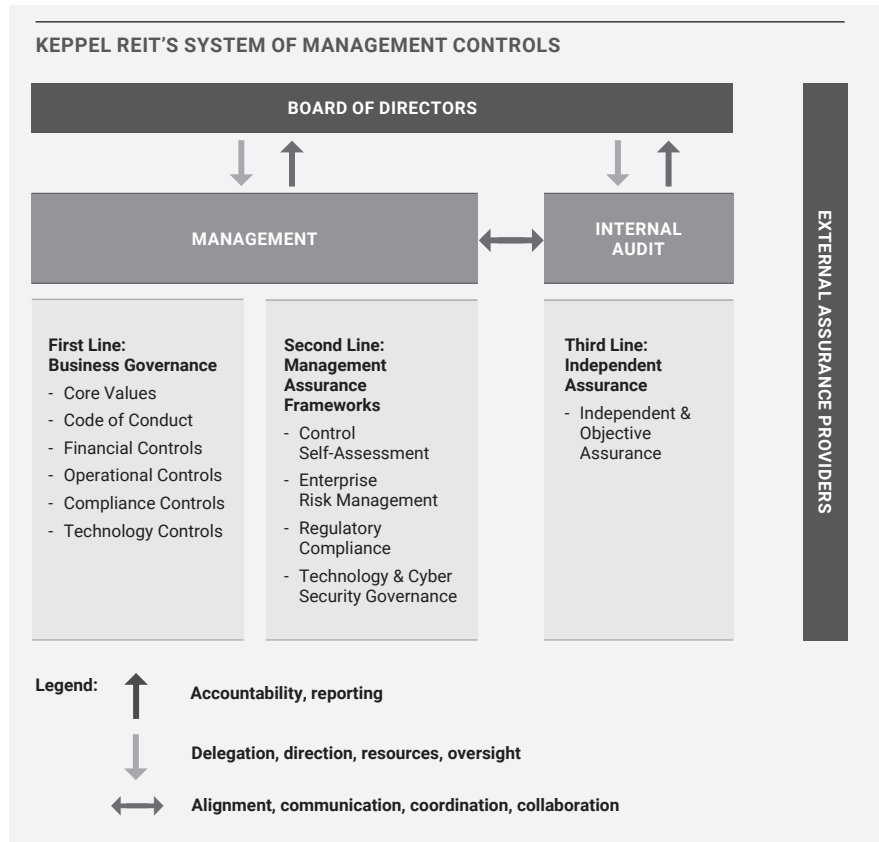 KEPPEL REIT’S SYSTEM OF MANAGEMENT CONTROLS
BOARD OF DIRECTORS
MANAGEMENT
INTERNAL
AUDIT
First Line:
Business Governance
- Core Values
- Code of Conduct
- Financial Controls
- Operational Controls
- Compliance Controls
- Technology Controls
Second Line:
Management
Assurance
Frameworks
- Control
Self-Assessment
- Enterprise
Risk Management
- Regulatory
Compliance
- Technology & Cyber
Security Governance
Third Line:
Independent
Assurance
- Independent &
Objective
Assurance
EXTERNAL ASSURANCE PROVIDERS
Legend:
Accountability, reporting
Delegation, direction, resources, oversight
Alignment, communication, coordination, collaboration